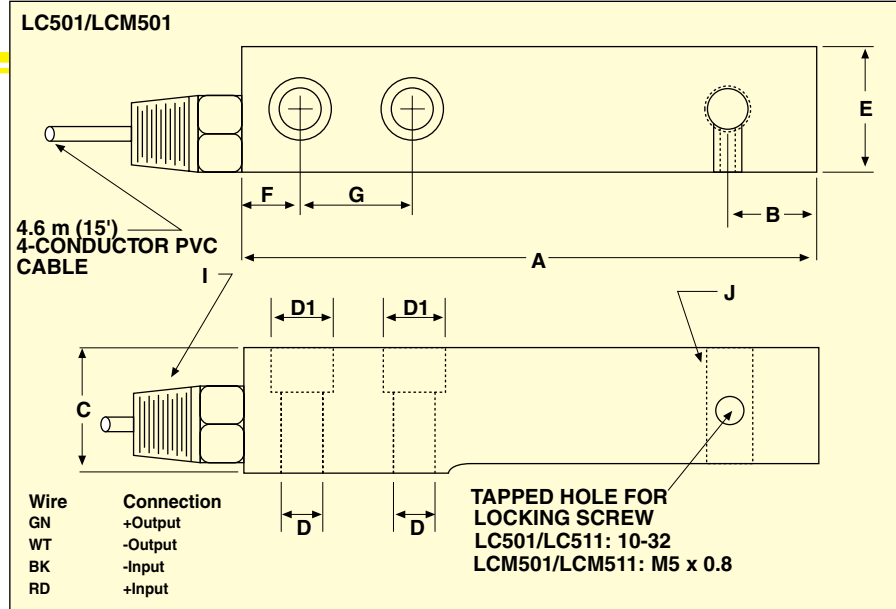 LC501/LCM501
E
F
G
B
4.6 m (15')
4-CONDUCTOR PVC
CABLE
A
I
J
D1
D1
C
D
D
TAPPED HOLE FOR
LOCKING SCREW
LC501/LC511: 10-32
LCM501/LCM511: M5 x 0.8
Wire Connection
GN +Output
WT -Output
BK -Input
RD +Input